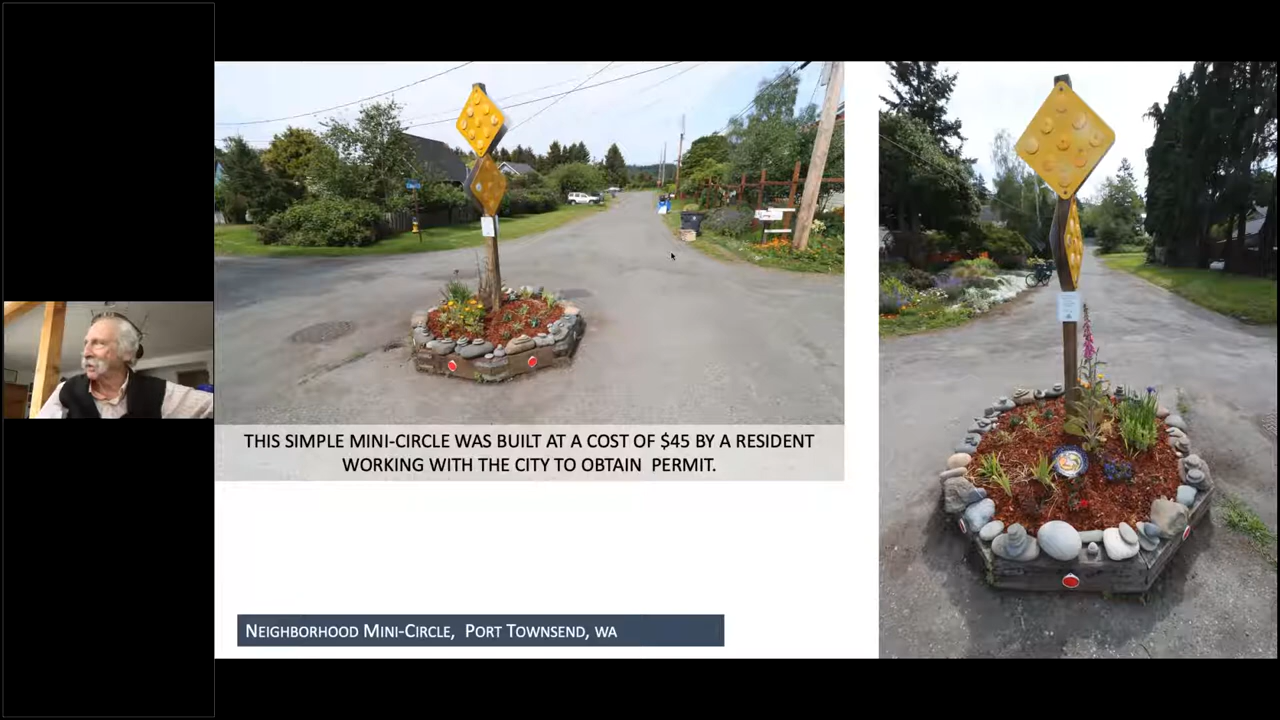 THIS SIMPLE MINI-CIRCLE WAS BUILT AT A COST OF $45 BY A RESIDENT
WORKING WITH THE CITY TO OBTAIN PERMIT.
NEIGHBORHOOD MINI-CIRCLE, PORT TOWNSEND, WA